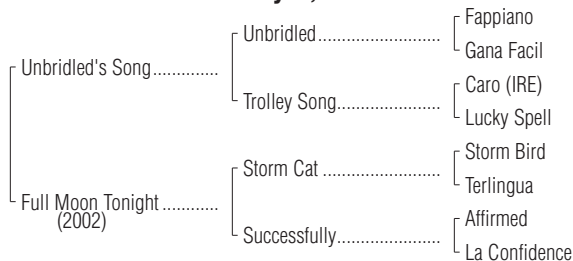 Fappiano
Unbridled....................................
Gana Facil
Unbridled's Song..............
Caro (IRE)
Trolley Song..............................
Lucky Spell
Storm Bird
Storm Cat .................................
Terlingua
Full Moon Tonight ............
(2002)
Affirmed
Successfully..............................
La Confidence